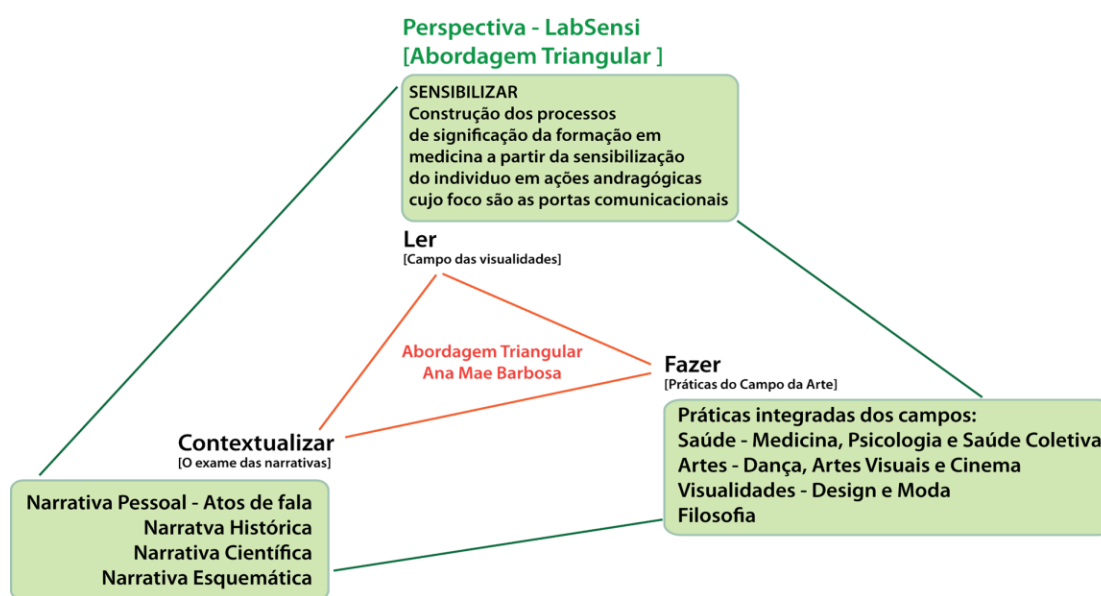 Perspectiva - LabSensi
[Abordagem Triangular ]
SENSIBILIZAR
Construção dos processos
de significação da formação em
medicina a partir da sensibilização
do individuo em ações andragógicas
cujo foco são as portas comunicacionais
Ler
[Campo das visualidades]
Abordagem Triangular
Ana Mae Barbosa
Fazer
[Práticas do Campo da Arte]
Práticas integradas dos campos:
Saúde - Medicina, Psicologia e Saúde Coletiva
Artes - Dança, Artes Visuais e Cinema
Visualidades - Design e Moda
Filosofia
Contextualizar
[O exame das narrativas]
Narrativa Pessoal - Atos de fala
Narratva Histórica
Narrativa Científica
Narrativa Esquemática